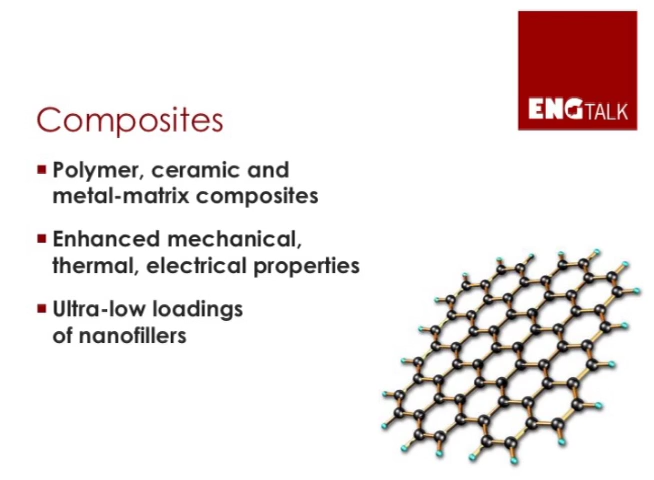 ENGTALK
Composites
Polymer, ceramic and
metal-matrix composites
Enhanced mechanical,
thermal, electrical properties
Ultra-low loadings
of nanofillers